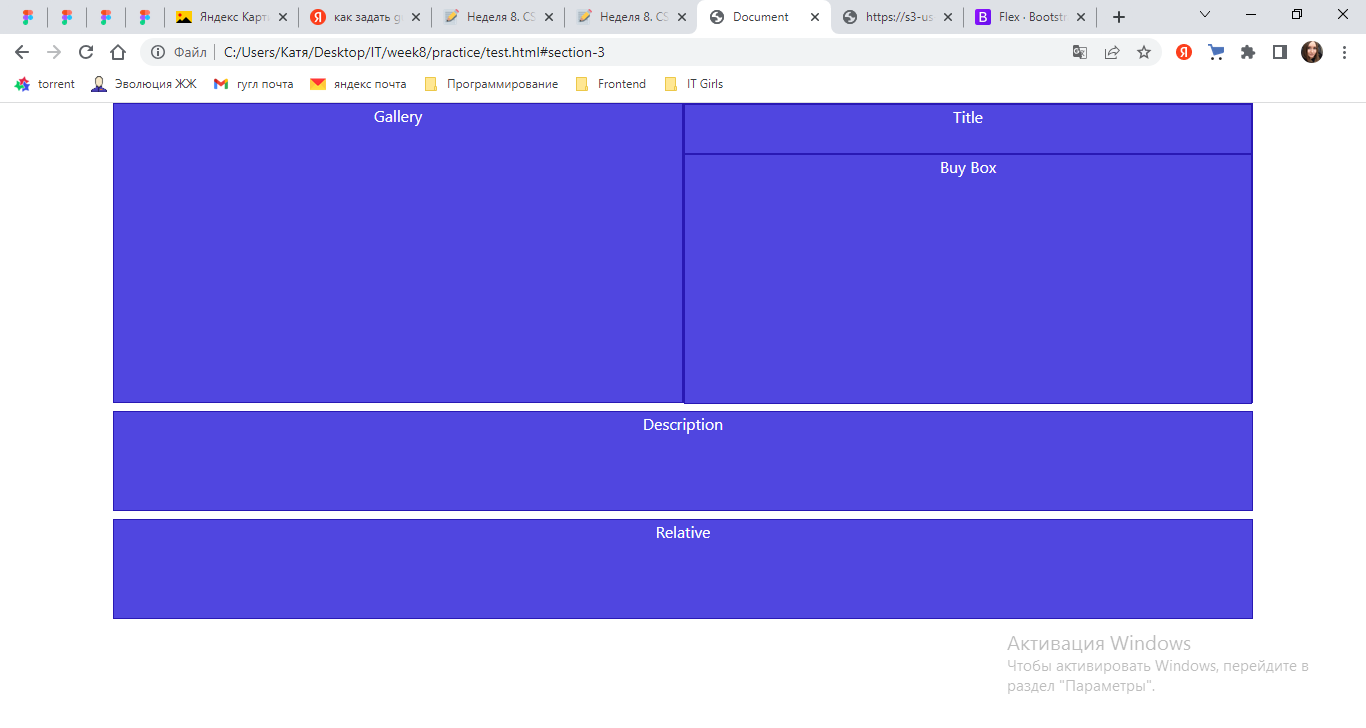 Яндекс Карт
как задать g
Неделя 8. CS
Неделя 8. CS
Document
https://s3-us
Flex · Bootstr
Файл
C:/Users/Катя/Desktop/IT/week8/practice/test.html#section-3
torrent
Эволюция ЖЖ
гугл почта
яндекс почта
Программирование
Frontend
IT Girls
Gallery
Title
Buy Box
Description
Relative
Активация Windows
Чтобы активировать Windows, перейдите в
раздел "Параметры".